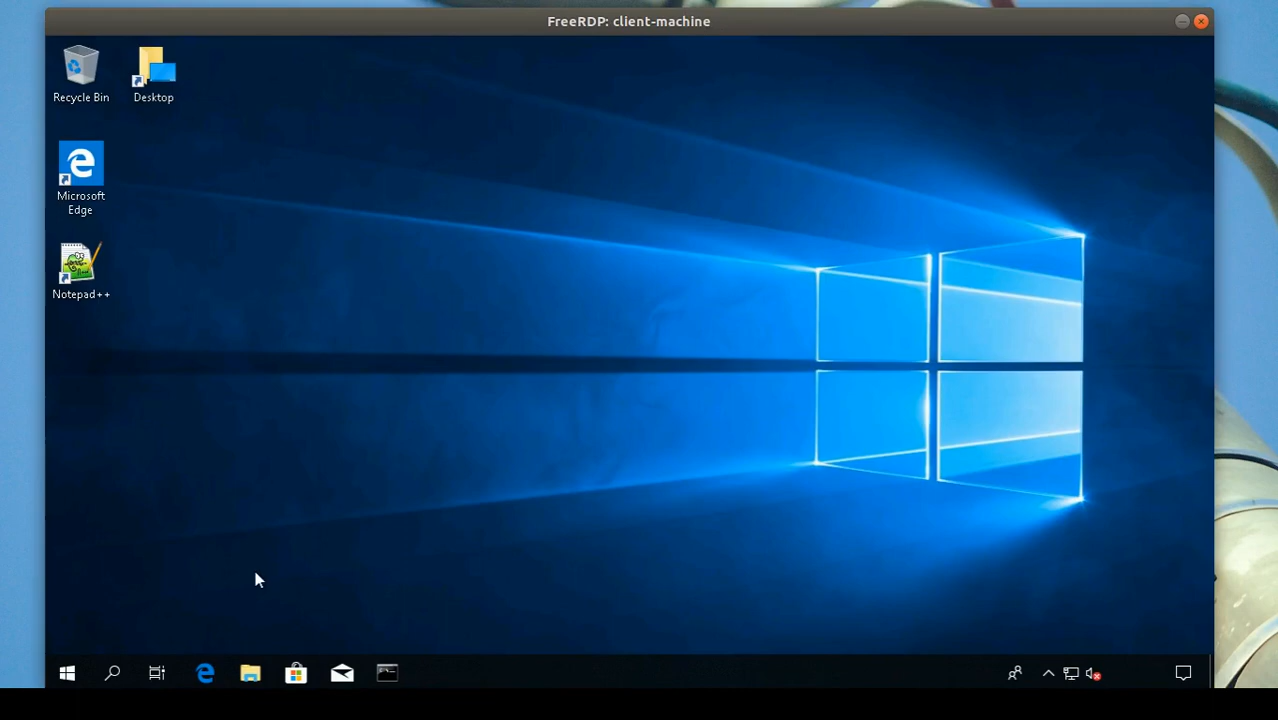 FreeRDP: client-machine
Recycle Bin
Desktop
Microsoft
Edge
Notepad++